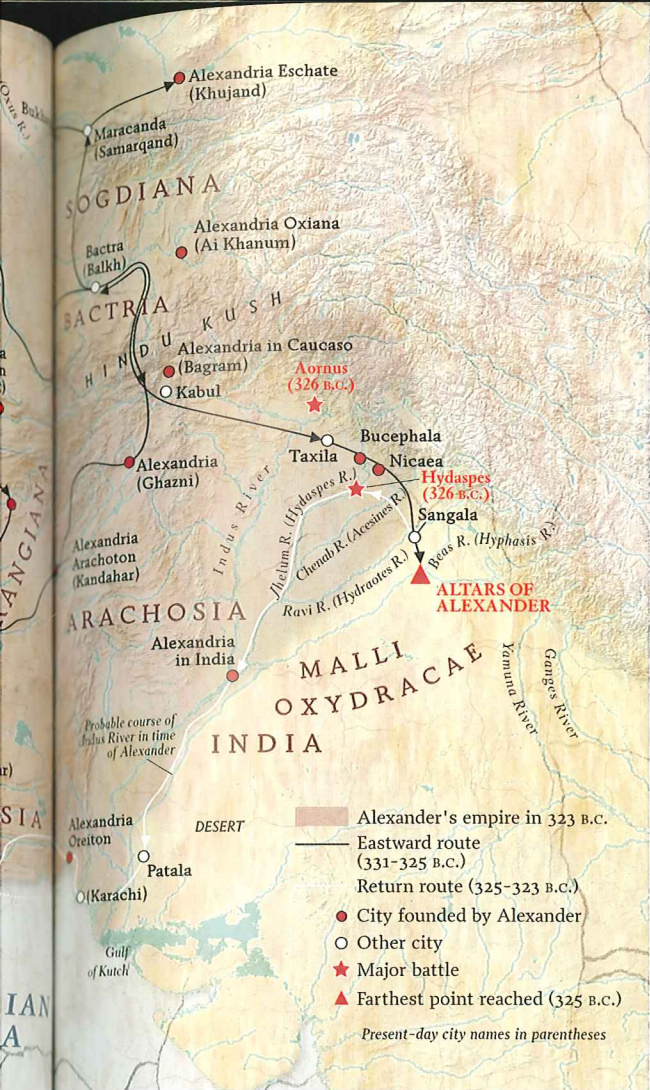 Alexandria Eschate
(Khujand)
(Oxus R.)
Maracanda
(Samarqand)
SOGDIANA
Alexandria Oxiana
(Ai Khanum)
Bactra
(Balkh)
BACTRIA
HINDU KUSH
Alexandria in Caucaso
(Bagram)
Aornus
(326 B.C.)
Kabul
Bucephala
Taxila
Nicaea
Alexandria
(Ghazni)
Hydaspes
(326 B.C.)
Indus River
Jhelum R. (Hydaspes R.)
Chenab R. (Acesines R.)
Sangala
Beas R. (Hyphasis R.)
Ravi R. (Hydraotes R.)
ALTARS OF
ALEXANDER
ANGIANA
Alexandria
Arachoton
(Kandahar)
ARACHOSIA
Alexandria
in India
MALLI
OXYDRACAE
Yamuna River
Ganges River
INDIA
Probable course of
Indus River in time
of Alexander
SIA
Alexandria
Oreiton
DESERT
Patala
(Karachi)
Gulf
of Kutch
IAN
A
Alexander's empire in 323 B.C.
Eastward route
(331-325 B.C.)
Return route (325-323 B.C.)
City founded by Alexander
Other city
Major battle
Farthest point reached (325 B.C.)
Present-day city names in parentheses